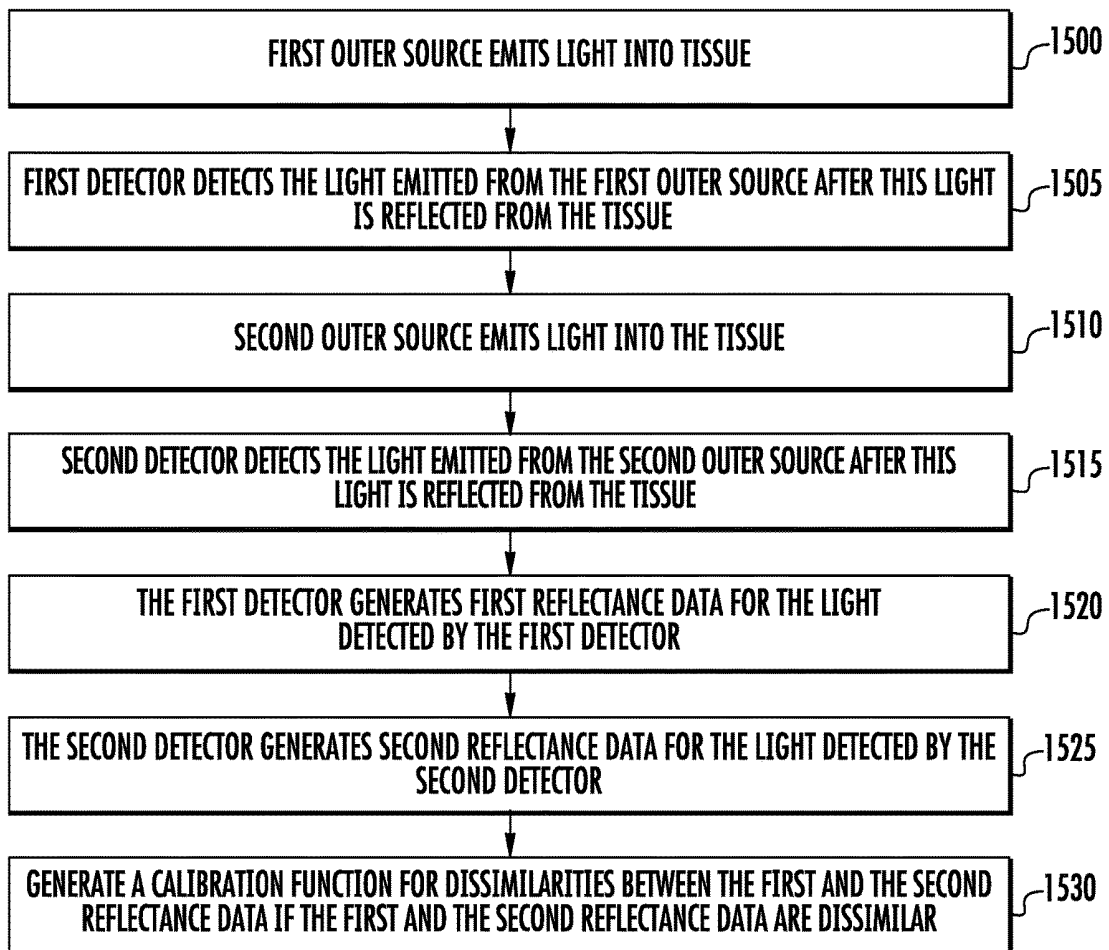 FIRST OUTER SOURCE EMITS LIGHT INTO TISSUE
1500
FIRST DETECTOR DETECTS THE LIGHT EMITTED FROM THE FIRST OUTER SOURCE AFTER THIS LIGHT
IS REFLECTED FROM THE TISSUE
1505
SECOND OUTER SOURCE EMITS LIGHT INTO THE TISSUE
1510
SECOND DETECTOR DETECTS THE LIGHT EMITTED FROM THE SECOND OUTER SOURCE AFTER THIS
LIGHT IS REFLECTED FROM THE TISSUE
1515
THE FIRST DETECTOR GENERATES FIRST REFLECTANCE DATA FOR THE LIGHT
DETECTED BY THE FIRST DETECTOR
1520
THE SECOND DETECTOR GENERATES SECOND REFLECTANCE DATA FOR THE LIGHT DETECTED BY THE
SECOND DETECTOR
1525
GENERATE A CALIBRATION FUNCTION FOR DISSIMILARITIES BETWEEN THE FIRST AND THE SECOND
REFLECTANCE DATA IF THE FIRST AND THE SECOND REFLECTANCE DATA ARE DISSIMILAR.
1530